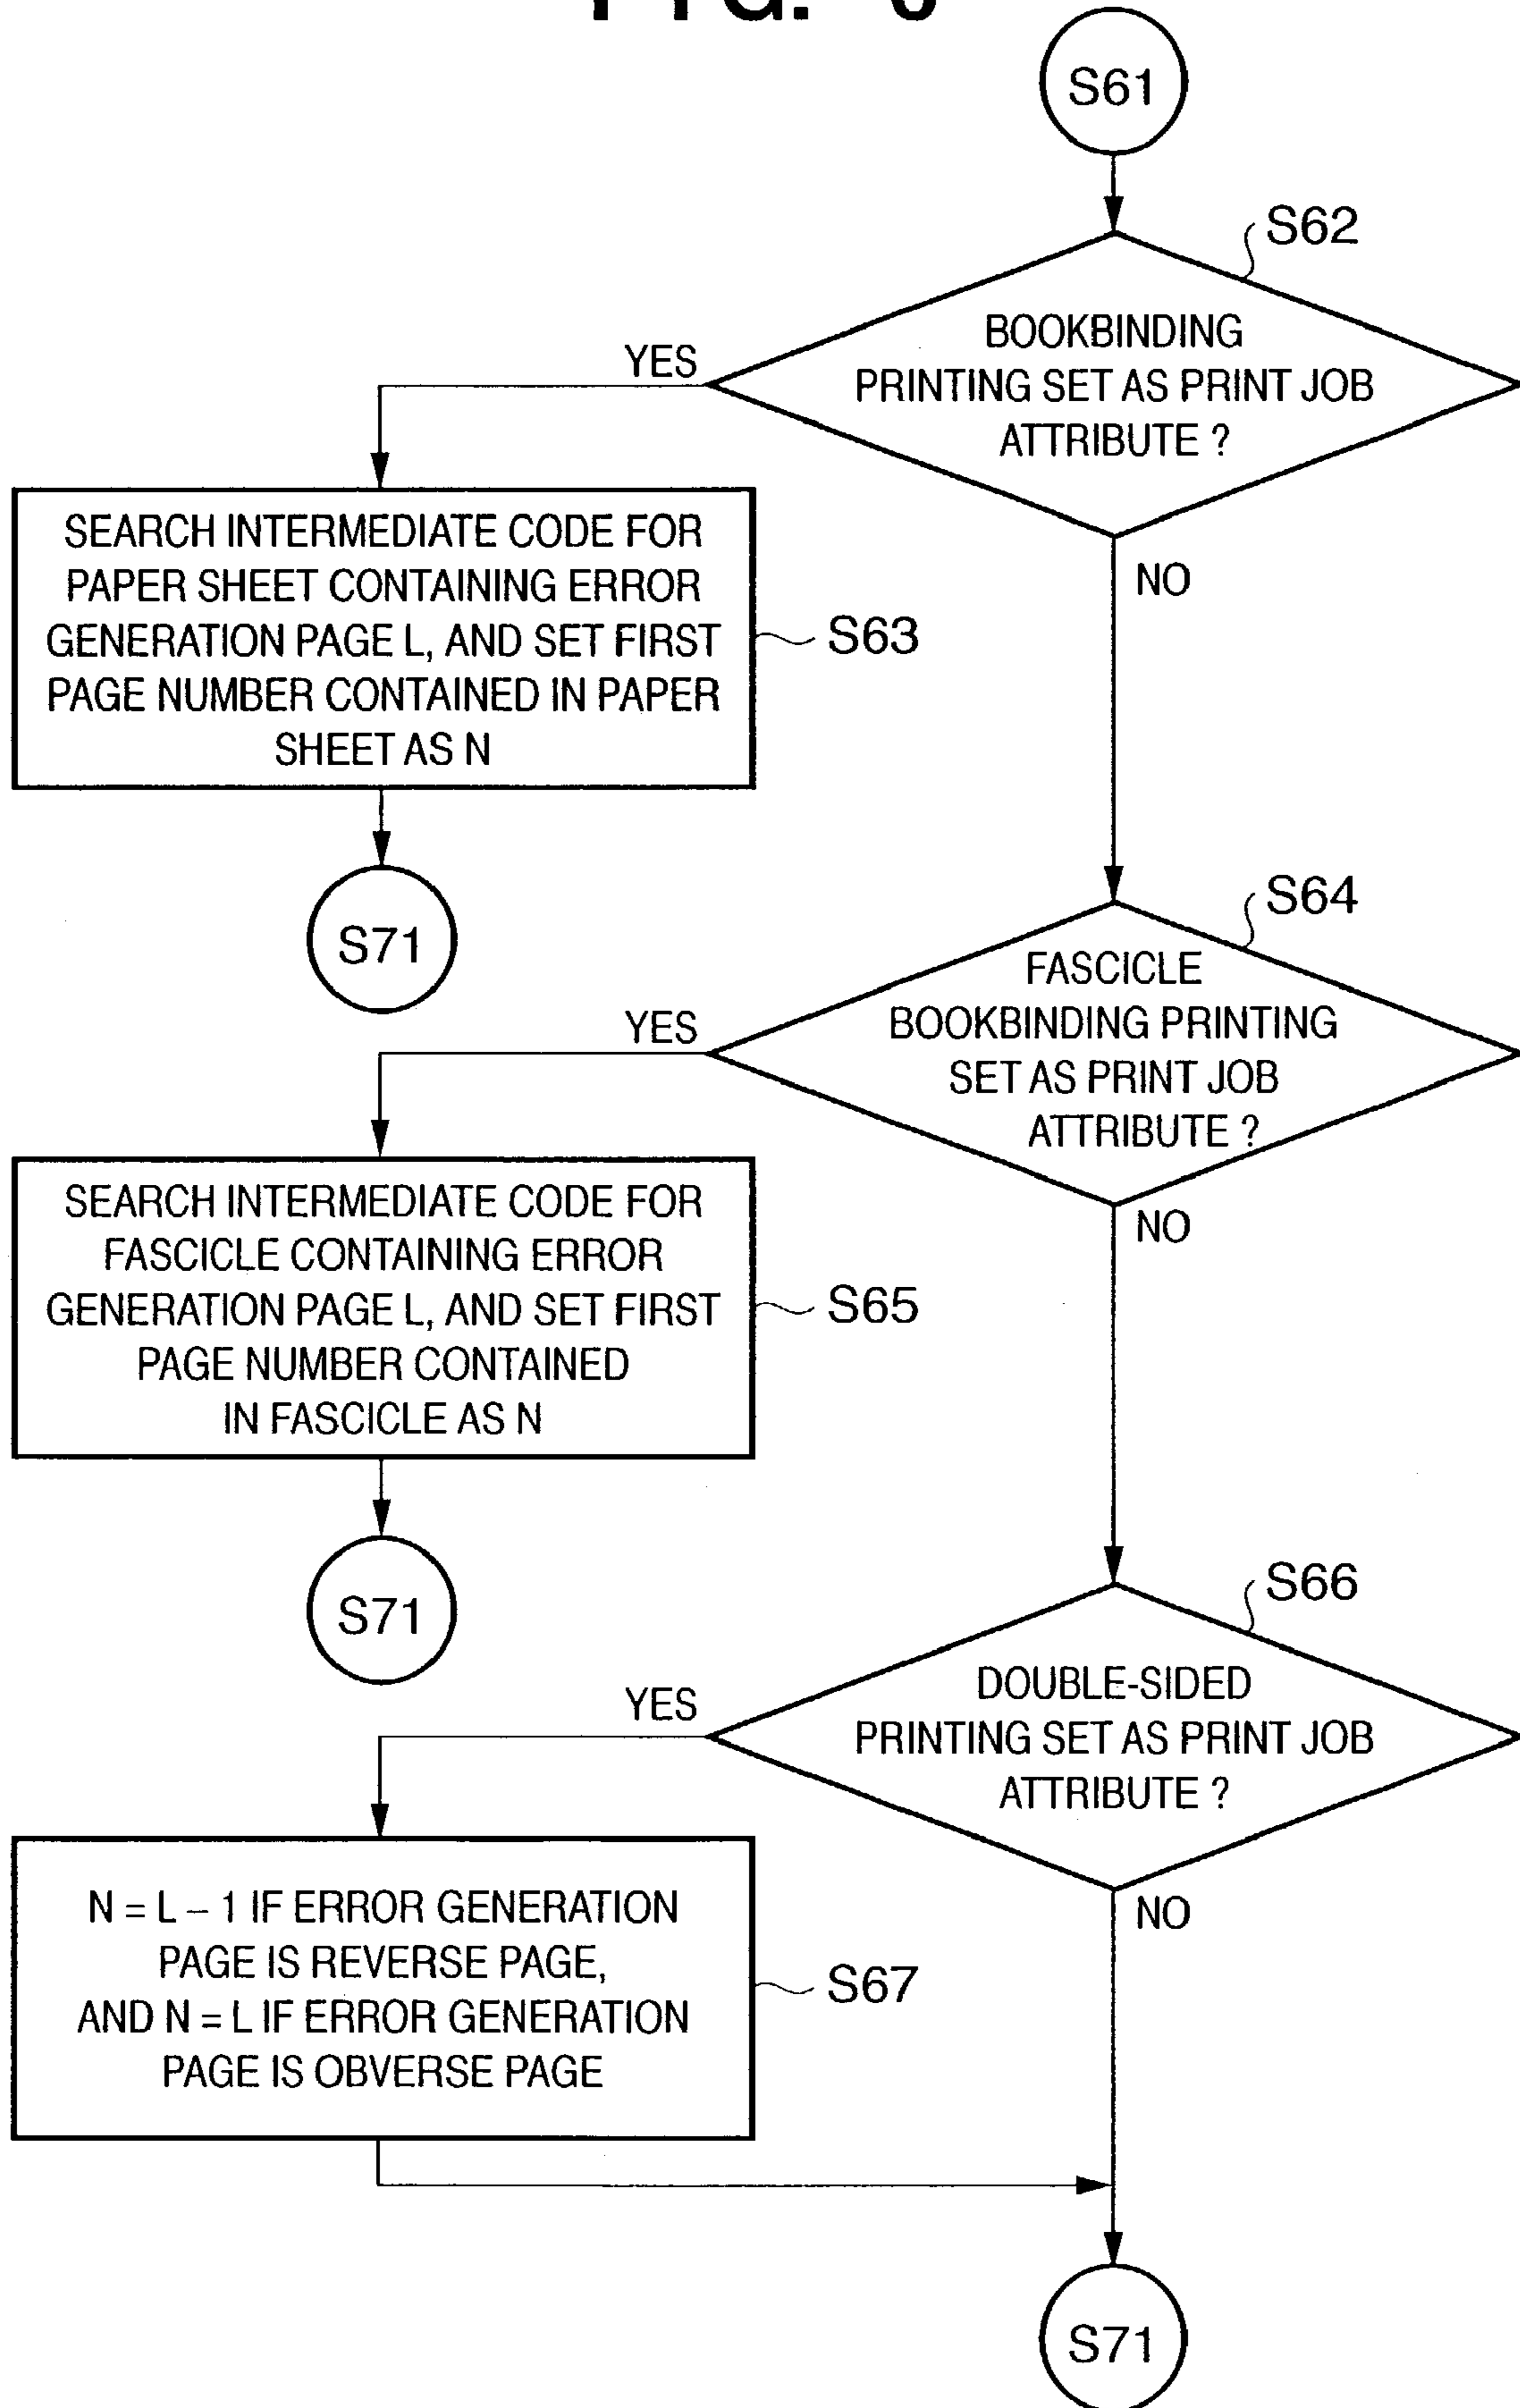 FIG.
S61
S62
BOOKBINDING
PRINTING SET AS PRINT JOB
ATTRIBUTE ?
YES
NO
SEARCH INTERMEDIATE CODE FOR
PAPER SHEET CONTAINING ERROR
GENERATION PAGE L, AND SET FIRST
PAGE NUMBER CONTAINED IN PAPER
SHEET AS N
S63
S71
S64
FASCICLE
BOOKBINDING PRINTING
SET AS PRINT JOB
ATTRIBUTE ?
YES
NO
SEARCH INTERMEDIATE CODE FOR
FASCICLE CONTAINING ERROR
GENERATION PAGE L, AND SET FIRST
PAGE NUMBER CONTAINED
IN FASCICLE AS N
S65
S71
S66
DOUBLE-SIDED
PRINTING SET AS PRINT JOB
ATTRIBUTE ?
YES
NO
N = L – 1 IF ERROR GENERATION
PAGE IS REVERSE PAGE,
AND N = L IF ERROR GENERATION
PAGE IS OBVERSE PAGE
S67
S71